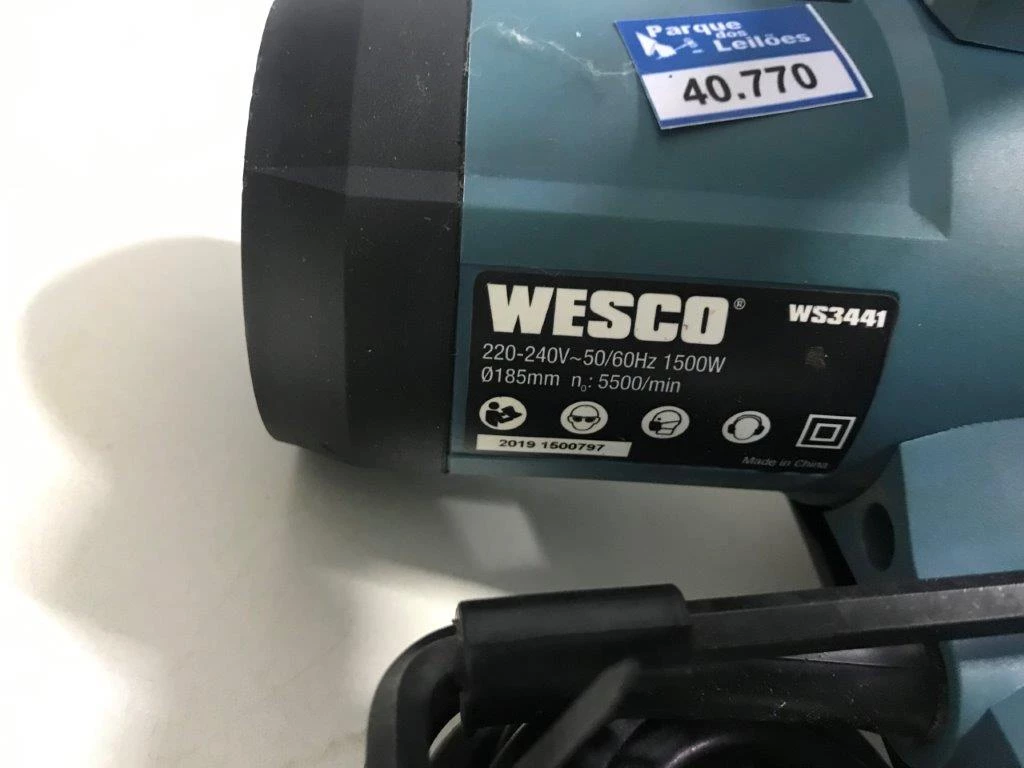 Parque
dos
Leilões
40.770
WESCO® WS3441
220-240V~50/60Hz 1500W
Ø185mm n₀: 5500/min
2019 1500797
Made in China